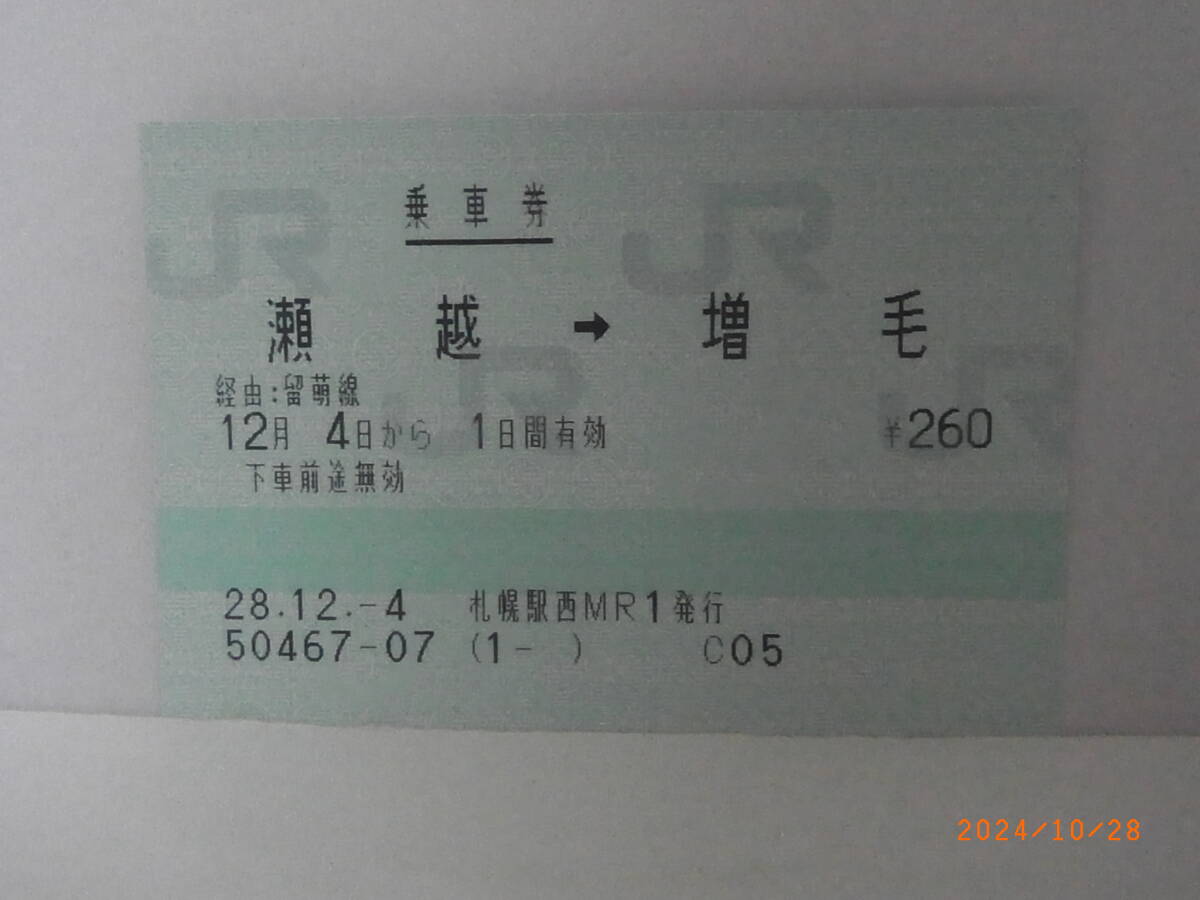 乗車券
瀬越→増毛
経由:留萌線
12月 4日から 1日間有効 ¥260
下車前途無効
28.12.-4 札幌駅西MR1発行
50467-07 (1- ) C05
2024/10/28